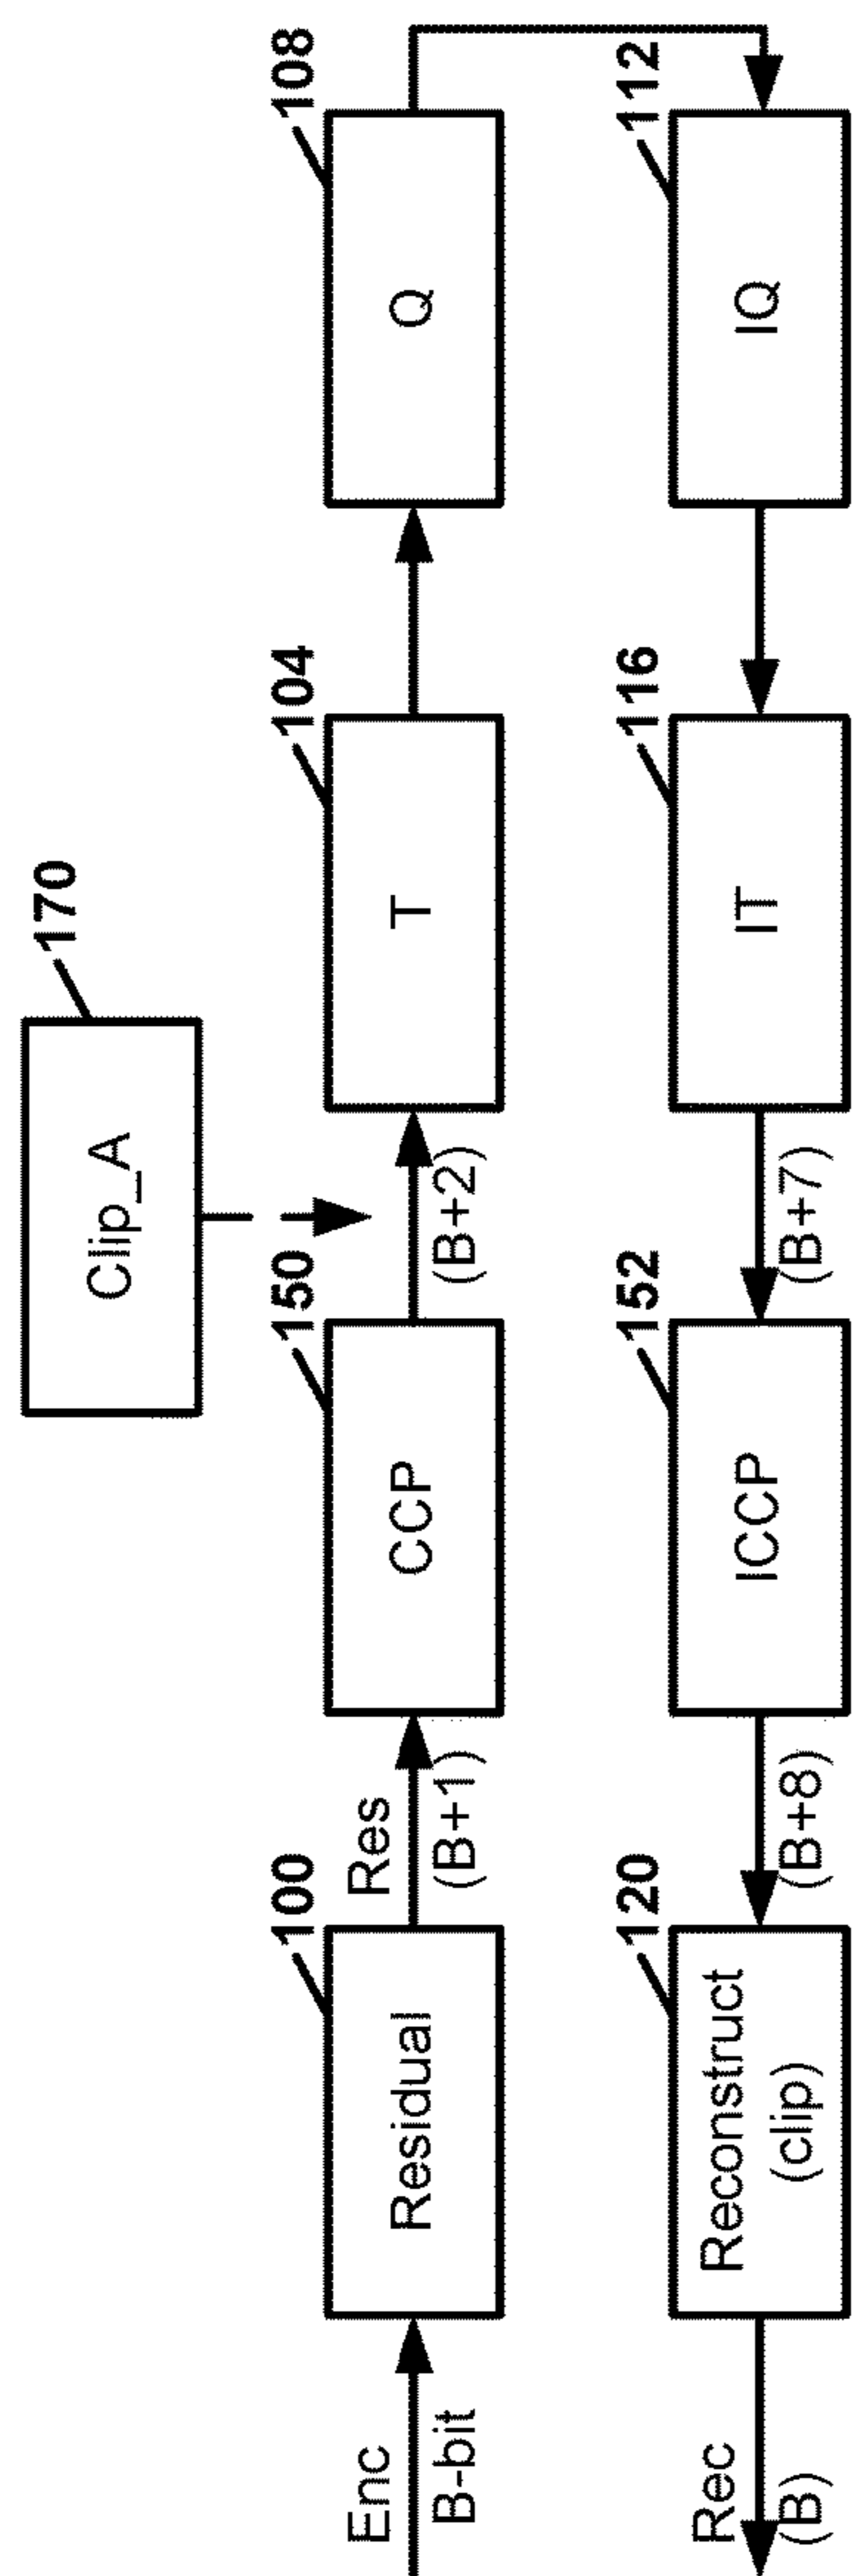 170
Clip_A
Enc
B-bit
100
Residual
Res
(B+1)
150
CCP
(B+2)
104
T
108
Q
Rec
(B)
120
Reconstruct
(clip)
(B+8)
152
ICCP
(B+7)
116
IT
112
IQ